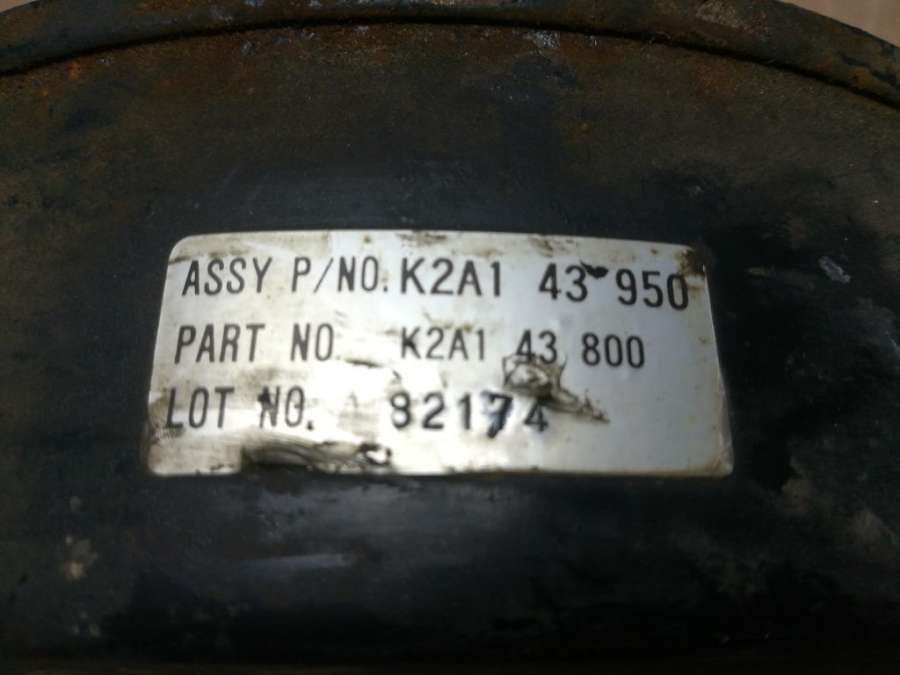 ASSY P/NO. K2A1 43 950
PART NO. K2A1 43 800
LOT NO. 82174